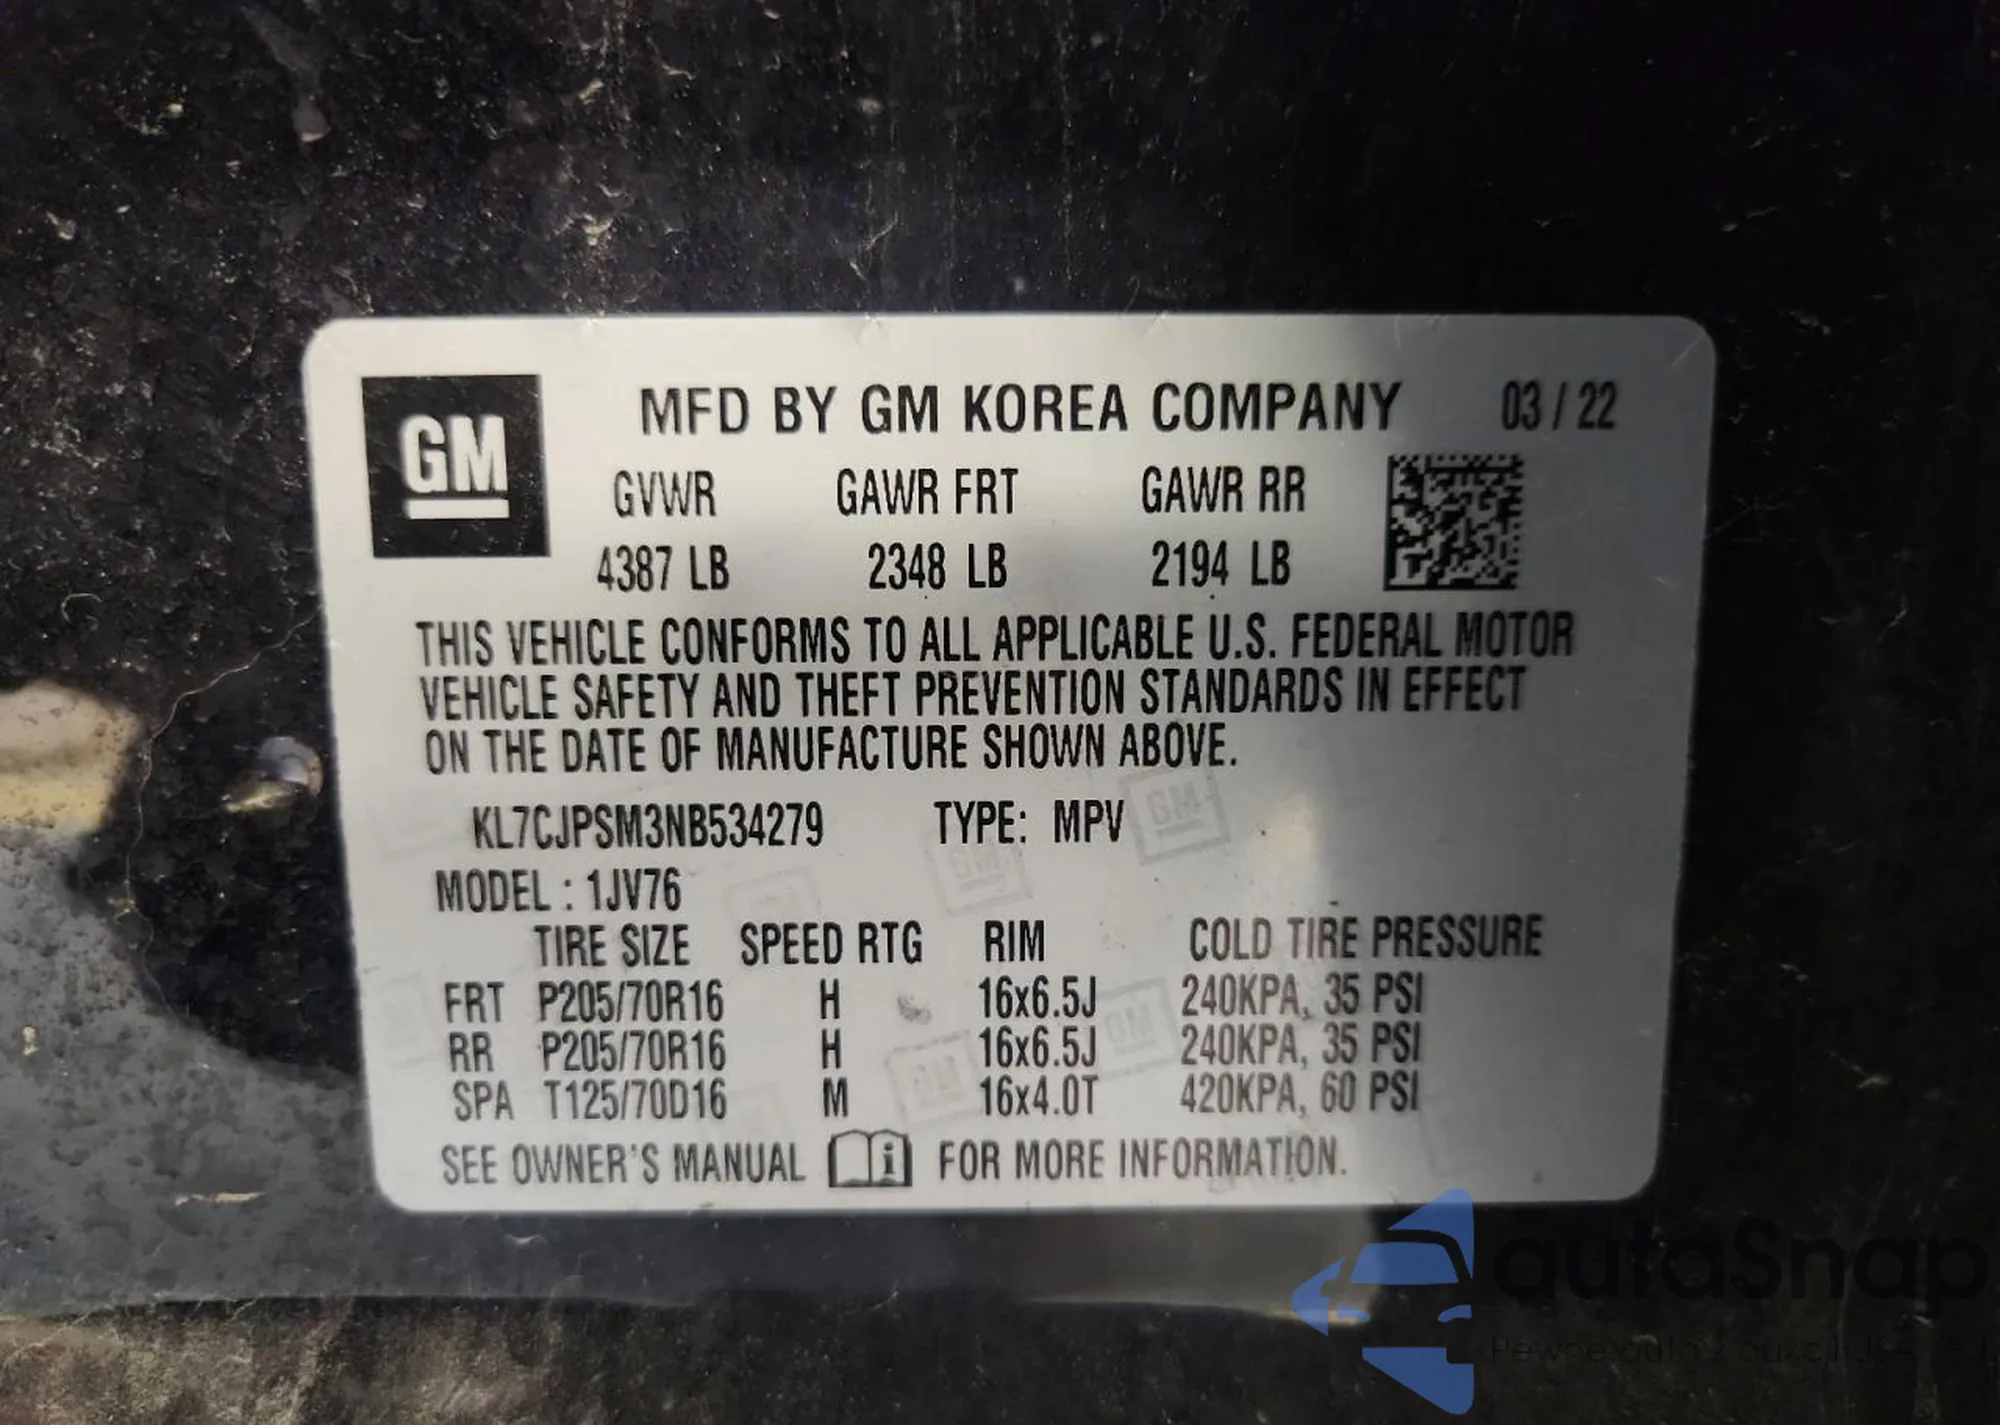 GM
MFD BY GM KOREA COMPANY 03 / 22
GVWR GAWR FRT GAWR RR
4387 LB 2348 LB 2194 LB
THIS VEHICLE CONFORMS TO ALL APPLICABLE U.S. FEDERAL MOTOR
VEHICLE SAFETY AND THEFT PREVENTION STANDARDS IN EFFECT
ON THE DATE OF MANUFACTURE SHOWN ABOVE.
KL7CJPSM3NB534279 TYPE: MPV
MODEL : 1JV76
TIRE SIZE SPEED RTG RIM COLD TIRE PRESSURE
FRT P205/70R16 H 16x6.5J 240KPA, 35 PSI
RR P205/70R16 H 16x6.5J 240KPA, 35 PSI
SPA T125/70D16 M 16x4.0T 420KPA, 60 PSI
SEE OWNER'S MANUAL FOR MORE INFORMATION.
autaSnap